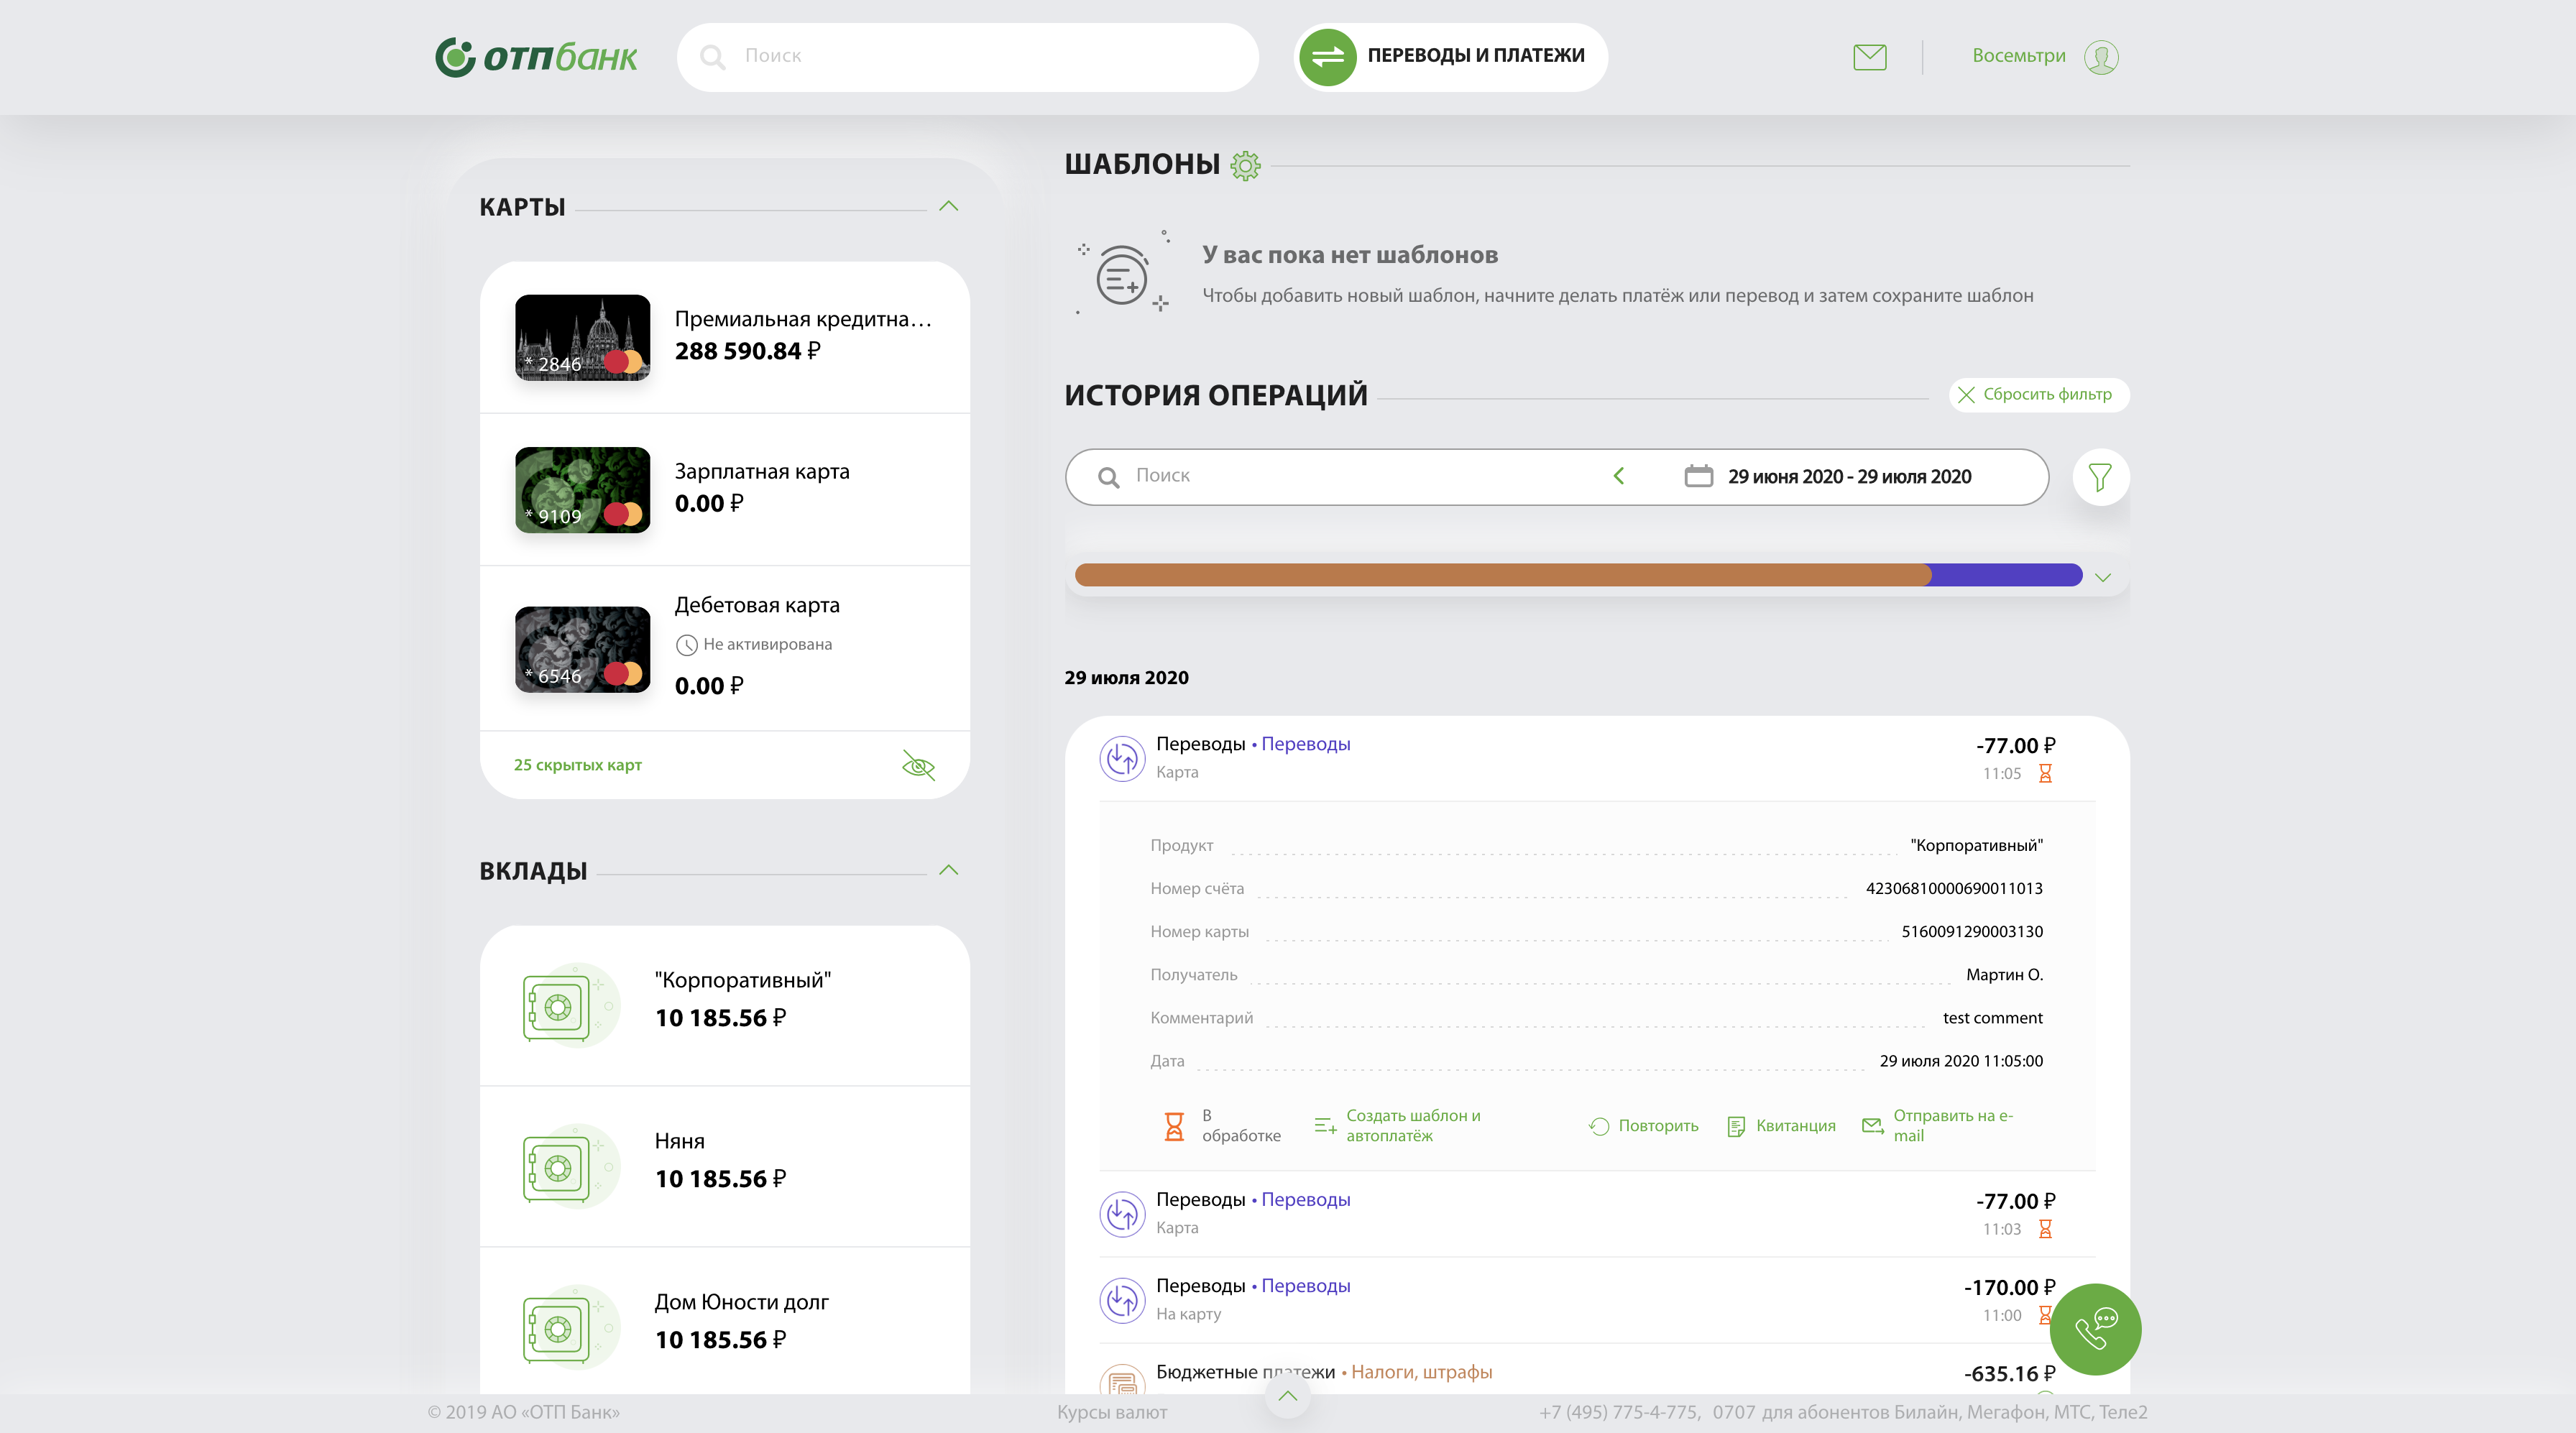 ОТПбанк
Поиск
ПЕРЕВОДЫ И ПЛАТЕЖИ
Восемьтри
КАРТЫ
* 2846
Премиальная кредитна...
288 590.84 ₽
* 9109
Зарплатная карта
0.00 ₽
* 6546
Дебетовая карта
Не активирована
0.00 ₽
25 скрытых карт
ВКЛАДЫ
"Корпоративный"
10 185.56 ₽
Няня
10 185.56 ₽
Дом Юности долг
10 185.56 ₽
ШАБЛОНЫ
У вас пока нет шаблонов
Чтобы добавить новый шаблон, начните делать платёж или перевод и затем сохраните шаблон
ИСТОРИЯ ОПЕРАЦИЙ
Сбросить фильтр
Поиск
29 июня 2020 - 29 июля 2020
29 июля 2020
Переводы • Переводы
-77.00 ₽
Карта
11:05
Продукт "Корпоративный"
Номер счёта 42306810000690011013
Номер карты 5160091290003130
Получатель Мартин О.
Комментарий test comment
Дата 29 июля 2020 11:05:00
В
обработке
Создать шаблон и
автоплатёж
Повторить
Квитанция
Отправить на e-
mail
Переводы • Переводы
-77.00 ₽
Карта
11:03
Переводы • Переводы
-170.00 ₽
На карту
11:00
Бюджетные платежи • Налоги, штрафы
-635.16 ₽
© 2019 АО «ОТП Банк»
Курсы валют
+7 (495) 775-4-775, 0707 для абонентов Билайн, Мегафон, МТС, Теле2